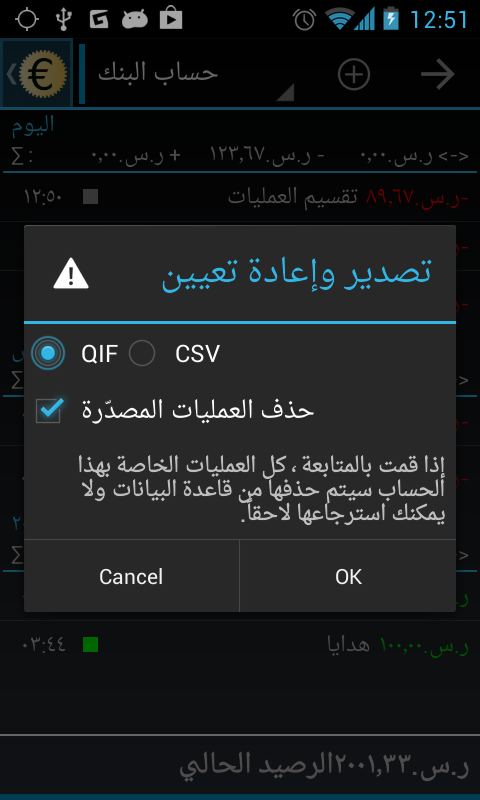 12:51
حساب البنك
اليوم
∑ : ر.س.٠,٠٠ + ر.س.١٢٣,٦٧ - ر.س.٠,٠٠ <->
-ر.س.٨٩,٦٧ تقسيم العمليات ١٢:٥٠
تصدير وإعادة تعيين
QIF CSV
حذف العمليات المصدّرة
إذا قمت بالمتابعة ، كل العمليات الخاصة بهذا
الحساب سيتم حذفها من قاعدة البيانات ولا
يمكنك استرجاعها لاحقاً.
Cancel OK
ر.س.١٠٠,٠٠ هدايا ٠٣:٤٤
ر.س.٢٠٠١,٣٣الرصيد الحالي